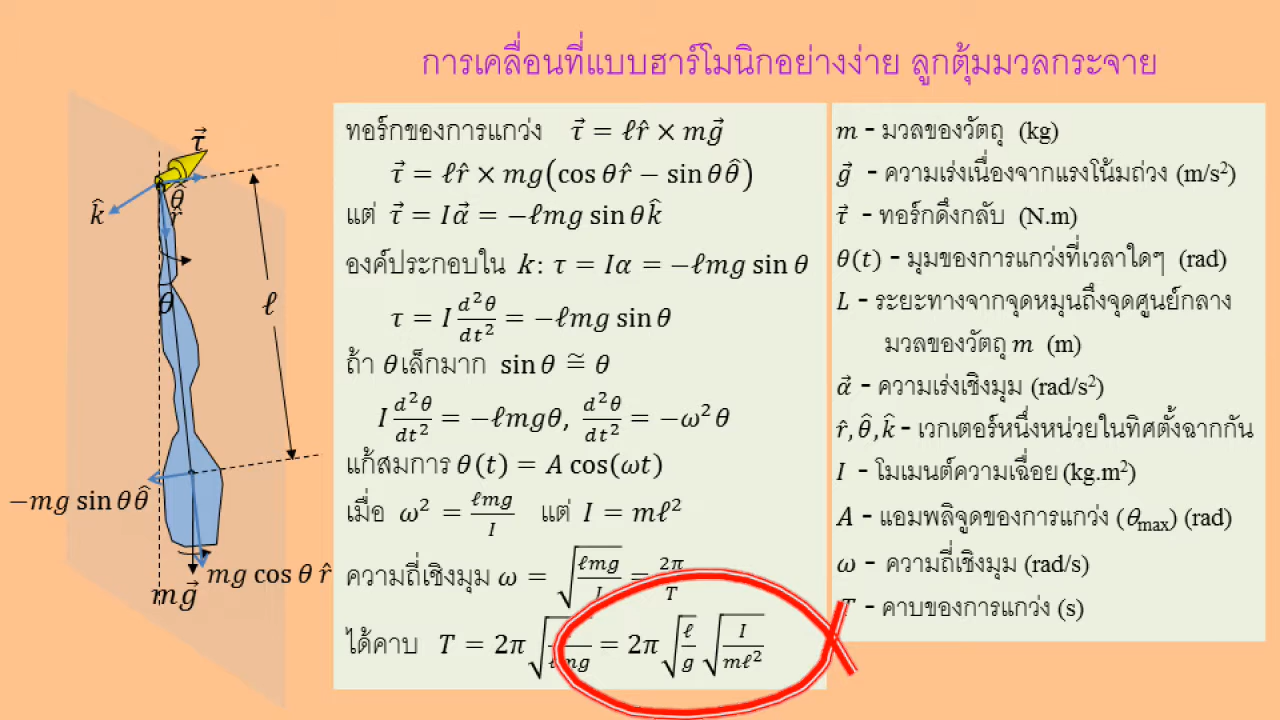 การเคลื่อนที่แบบฮาร์โมนิกอย่างง่าย ลูกตุ้มมวลกระจาย
τ⃗
k̂
θ̂
r̂
θ
ℓ
−mg sin θ θ̂
mg cos θ r̂
mg⃗
ทอร์กของการแกว่ง τ⃗ = ℓr̂ × mg⃗
τ⃗ = ℓr̂ × mg(cos θr̂ − sin θθ̂)
แต่ τ⃗ = Iα⃗ = −ℓmg sin θk̂
องค์ประกอบใน k: τ = Iα = −ℓmg sin θ
τ = I d²θ/dt² = −ℓmg sin θ
ถ้า θ เล็กมาก sin θ ≅ θ
I d²θ/dt² = −ℓmgθ, d²θ/dt² = −ω²θ
แก้สมการ θ(t) = A cos(ωt)
เมื่อ ω² = ℓmg/I แต่ I = mℓ²
ความถี่เชิงมุม ω = √(ℓmg/I) = 2π/T
ได้คาบ T = 2π√(I/ℓmg) = 2π√(ℓ/g) √(I/mℓ²)
m - มวลของวัตถุ (kg)
g⃗ - ความเร่งเนื่องจากแรงโน้มถ่วง (m/s²)
τ⃗ - ทอร์กดึงกลับ (N.m)
θ(t) - มุมของการแกว่งที่เวลาใดๆ (rad)
L - ระยะทางจากจุดหมุนถึงจุดศูนย์กลาง
มวลของวัตถุ m (m)
α⃗ - ความเร่งเชิงมุม (rad/s²)
r̂, θ̂, k̂ - เวกเตอร์หนึ่งหน่วยในทิศตั้งฉากกัน
I - โมเมนต์ความเฉื่อย (kg.m²)
A - แอมพลิจูดของการแกว่ง (θmax) (rad)
ω - ความถี่เชิงมุม (rad/s)
T - คาบของการแกว่ง (s)